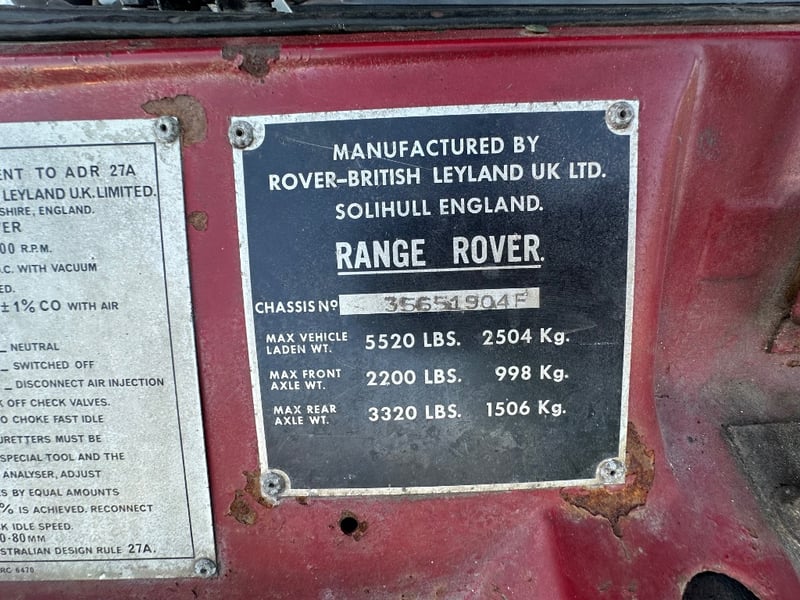 ENT TO ADR 27A
LEYLAND U.K. LIMITED.
SHIRE, ENGLAND.
VER
00 R.P.M.
.C. WITH VACUUM
ED.
± 1% CO WITH AIR
_ NEUTRAL
_ SWITCHED OFF
_ DISCONNECT AIR INJECTION
K OFF CHECK VALVES.
O CHOKE FAST IDLE
URETTERS MUST BE
SPECIAL TOOL AND THE
ANALYSER, ADJUST
S BY EQUAL AMOUNTS
% IS ACHIEVED. RECONNECT
K IDLE SPEED.
0·80MM
STRALIAN DESIGN RULE 27A.
RC 6470
MANUFACTURED BY
ROVER-BRITISH LEYLAND UK LTD.
SOLIHULL ENGLAND.
RANGE ROVER.
CHASSIS Nº 35651904F
MAX VEHICLE LADEN WT. 5520 LBS. 2504 Kg.
MAX FRONT AXLE WT. 2200 LBS. 998 Kg.
MAX REAR AXLE WT. 3320 LBS. 1506 Kg.